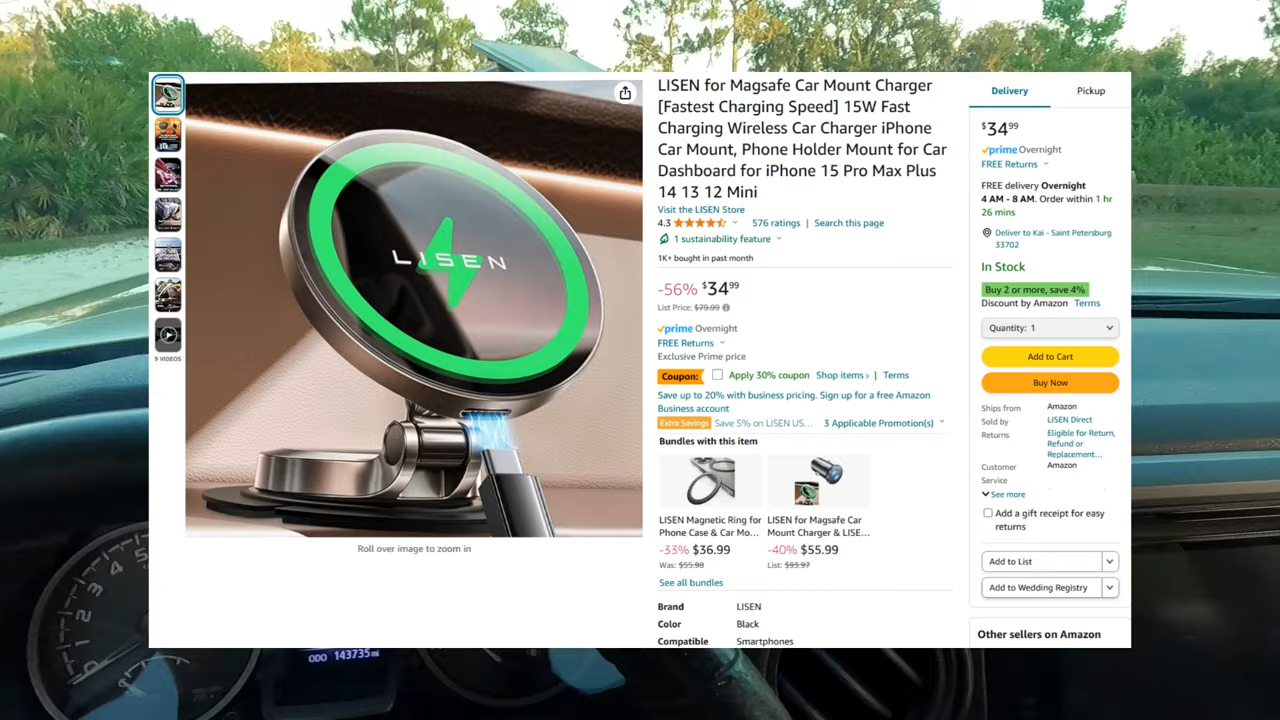 LISEN
Roll over image to zoom in
9 VIDEOS
LISEN for Magsafe Car Mount Charger
[Fastest Charging Speed] 15W Fast
Charging Wireless Car Charger iPhone
Car Mount, Phone Holder Mount for Car
Dashboard for iPhone 15 Pro Max Plus
14 13 12 Mini
Visit the LISEN Store
4.3 576 ratings | Search this page
1 sustainability feature
1K+ bought in past month
-56% $34 99
List Price: $79.99
prime Overnight
FREE Returns
Exclusive Prime price
Coupon: Apply 30% coupon Shop items› | Terms
Save up to 20% with business pricing. Sign up for a free Amazon
Business account
Extra Savings Save 5% on LISEN US... 3 Applicable Promotion(s)
Bundles with this item
LISEN Magnetic Ring for
Phone Case & Car Mo...
-33% $36.99
Was: $55.98
LISEN for Magsafe Car
Mount Charger & LISE...
-40% $55.99
List: $93.97
See all bundles
Brand LISEN
Color Black
Compatible Smartphones
Delivery Pickup
$34 99
prime Overnight
FREE Returns
FREE delivery Overnight
4 AM - 8 AM. Order within 1 hr
26 mins
Deliver to Kai - Saint Petersburg
33702
In Stock
Buy 2 or more, save 4%
Discount by Amazon Terms
Quantity: 1
Add to Cart
Buy Now
Ships from Amazon
Sold by LISEN Direct
Returns Eligible for Return,
Refund or
Replacement...
Customer Amazon
Service
See more
Add a gift receipt for easy
returns
Add to List
Add to Wedding Registry
Other sellers on Amazon
ODO 143735 mi